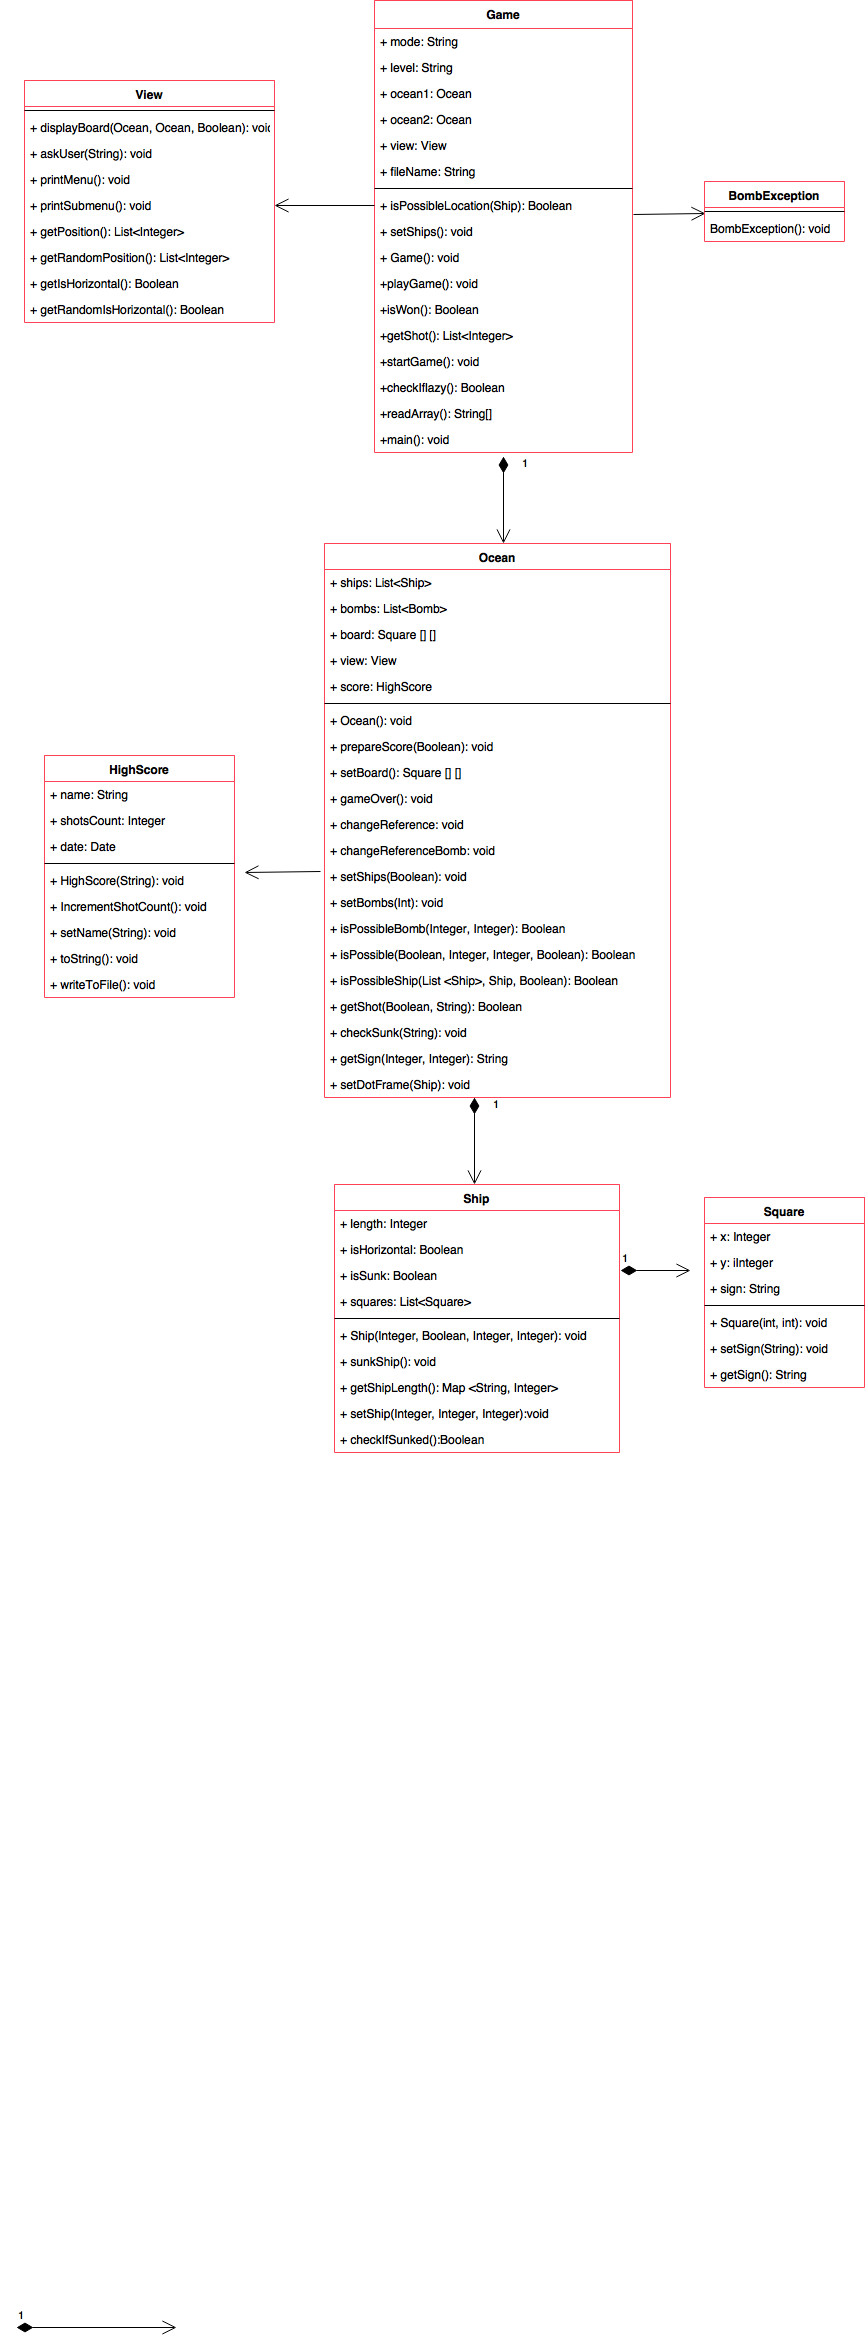 Game
+ mode: String
+ level: String
+ ocean1: Ocean
+ ocean2: Ocean
+ view: View
+ fileName: String
+ isPossibleLocation(Ship): Boolean
+ setShips(): void
+ Game(): void
+playGame(): void
+isWon(): Boolean
+getShot(): List<Integer>
+startGame(): void
+checkIflazy(): Boolean
+readArray(): String[]
+main(): void
View
+ displayBoard(Ocean, Ocean, Boolean): void
+ askUser(String): void
+ printMenu(): void
+ printSubmenu(): void
+ getPosition(): List<Integer>
+ getRandomPosition(): List<Integer>
+ getIsHorizontal(): Boolean
+ getRandomIsHorizontal(): Boolean
BombException
BombException(): void
1
Ocean
+ ships: List<Ship>
+ bombs: List<Bomb>
+ board: Square [] []
+ view: View
+ score: HighScore
+ Ocean(): void
+ prepareScore(Boolean): void
+ setBoard(): Square [] []
+ gameOver(): void
+ changeReference: void
+ changeReferenceBomb: void
+ setShips(Boolean): void
+ setBombs(Int): void
+ isPossibleBomb(Integer, Integer): Boolean
+ isPossible(Boolean, Integer, Integer, Boolean): Boolean
+ isPossibleShip(List <Ship>, Ship, Boolean): Boolean
+ getShot(Boolean, String): Boolean
+ checkSunk(String): void
+ getSign(Integer, Integer): String
+ setDotFrame(Ship): void
HighScore
+ name: String
+ shotsCount: Integer
+ date: Date
+ HighScore(String): void
+ IncrementShotCount(): void
+ setName(String): void
+ toString(): void
+ writeToFile(): void
1
Ship
+ length: Integer
+ isHorizontal: Boolean
+ isSunk: Boolean
+ squares: List<Square>
+ Ship(Integer, Boolean, Integer, Integer): void
+ sunkShip(): void
+ getShipLength(): Map <String, Integer>
+ setShip(Integer, Integer, Integer):void
+ checkIfSunked():Boolean
1
Square
+ x: Integer
+ y: iInteger
+ sign: String
+ Square(int, int): void
+ setSign(String): void
+ getSign(): String
1